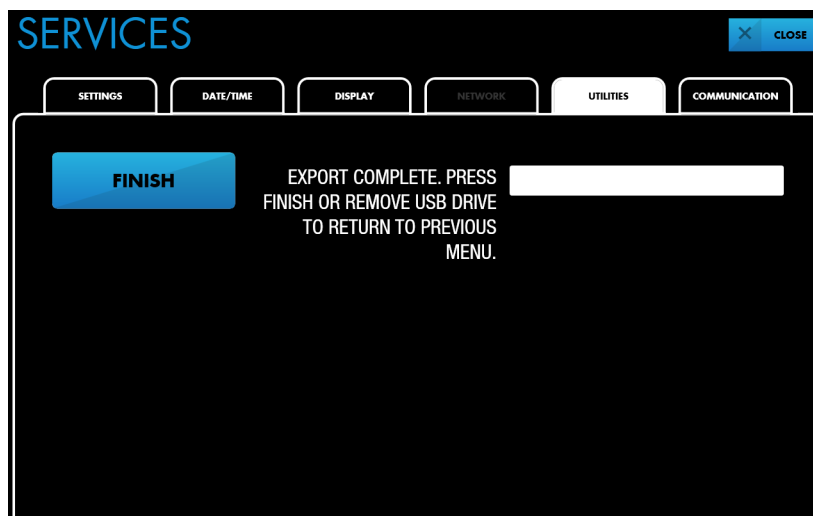 SERVICES
CLOSE
SETTINGS
DATE/TIME
DISPLAY
NETWORK
UTILITIES
COMMUNICATION
FINISH
EXPORT COMPLETE. PRESS
FINISH OR REMOVE USB DRIVE
TO RETURN TO PREVIOUS
MENU.